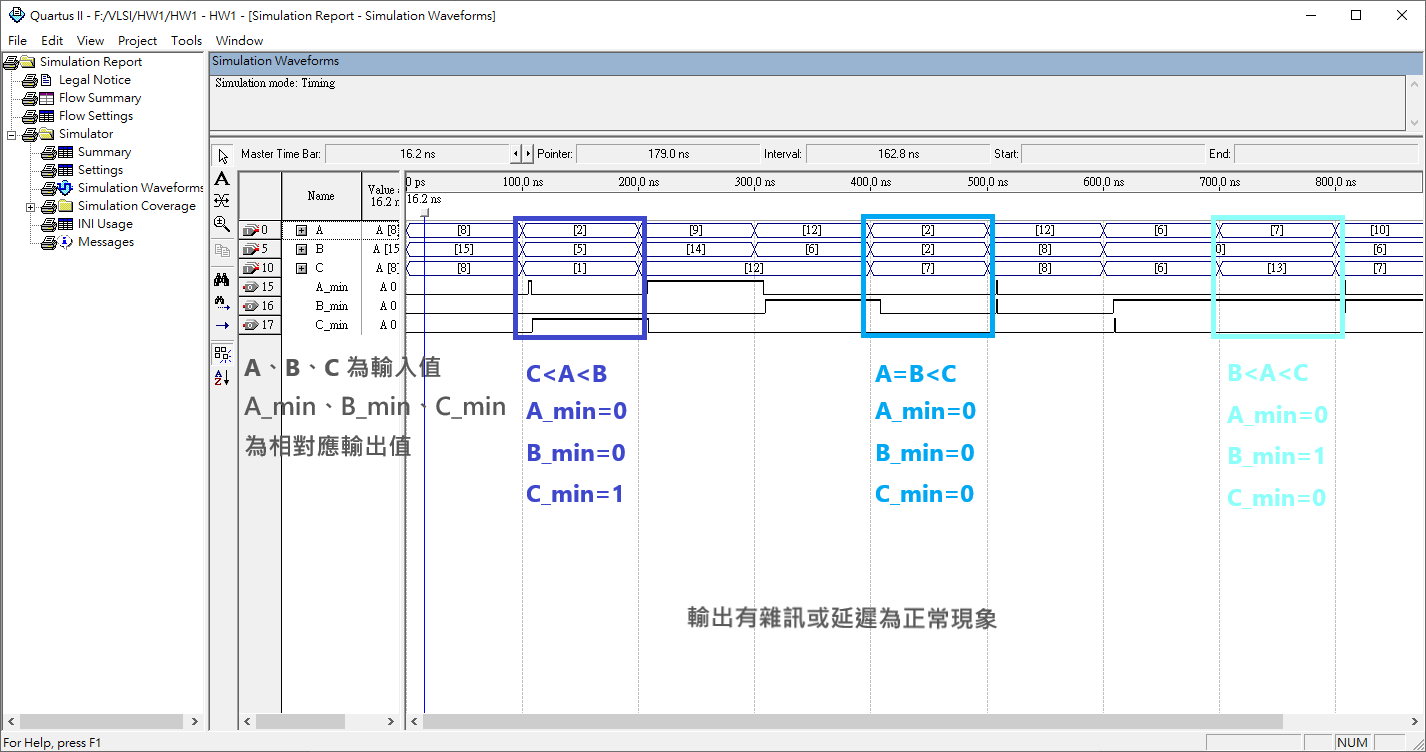 Quartus II - F:/VLSI/HW1/HW1 - HW1 - [Simulation Report - Simulation Waveforms]
File Edit View Project Tools Window
Simulation Report
Legal Notice
Flow Summary
Flow Settings
Simulator
Summary
Settings
Simulation Waveforms
Simulation Coverage
INI Usage
Messages
Simulation Waveforms
Simulation mode: Timing
Master Time Bar: 16.2 ns Pointer: 179.0 ns Interval: 162.8 ns Start: End:
Name
Value
16.2 n
0 ps 100.0 ns 200.0 ns 300.0 ns 400.0 ns 500.0 ns 600.0 ns 700.0 ns 800.0 ns
16.2 ns
0 A A [8] [8] [2] [9] [12] [2] [12] [6] [7] [10]
5 B A [15 [15] [5] [14] [6] [2] [8] 0] [6]
10 C A [8] [8] [1] [12] [7] [8] [6] [13] [7]
15 A_min A 0
16 B_min A 0
17 C_min A 0
A、B、C 為輸入值
A_min、B_min、C_min
為相對應輸出值
C<A<B
A_min=0
B_min=0
C_min=1
A=B<C
A_min=0
B_min=0
C_min=0
B<A<C
A_min=0
B_min=1
C_min=0
輸出有雜訊或延遲為正常現象
For Help, press F1
NUM